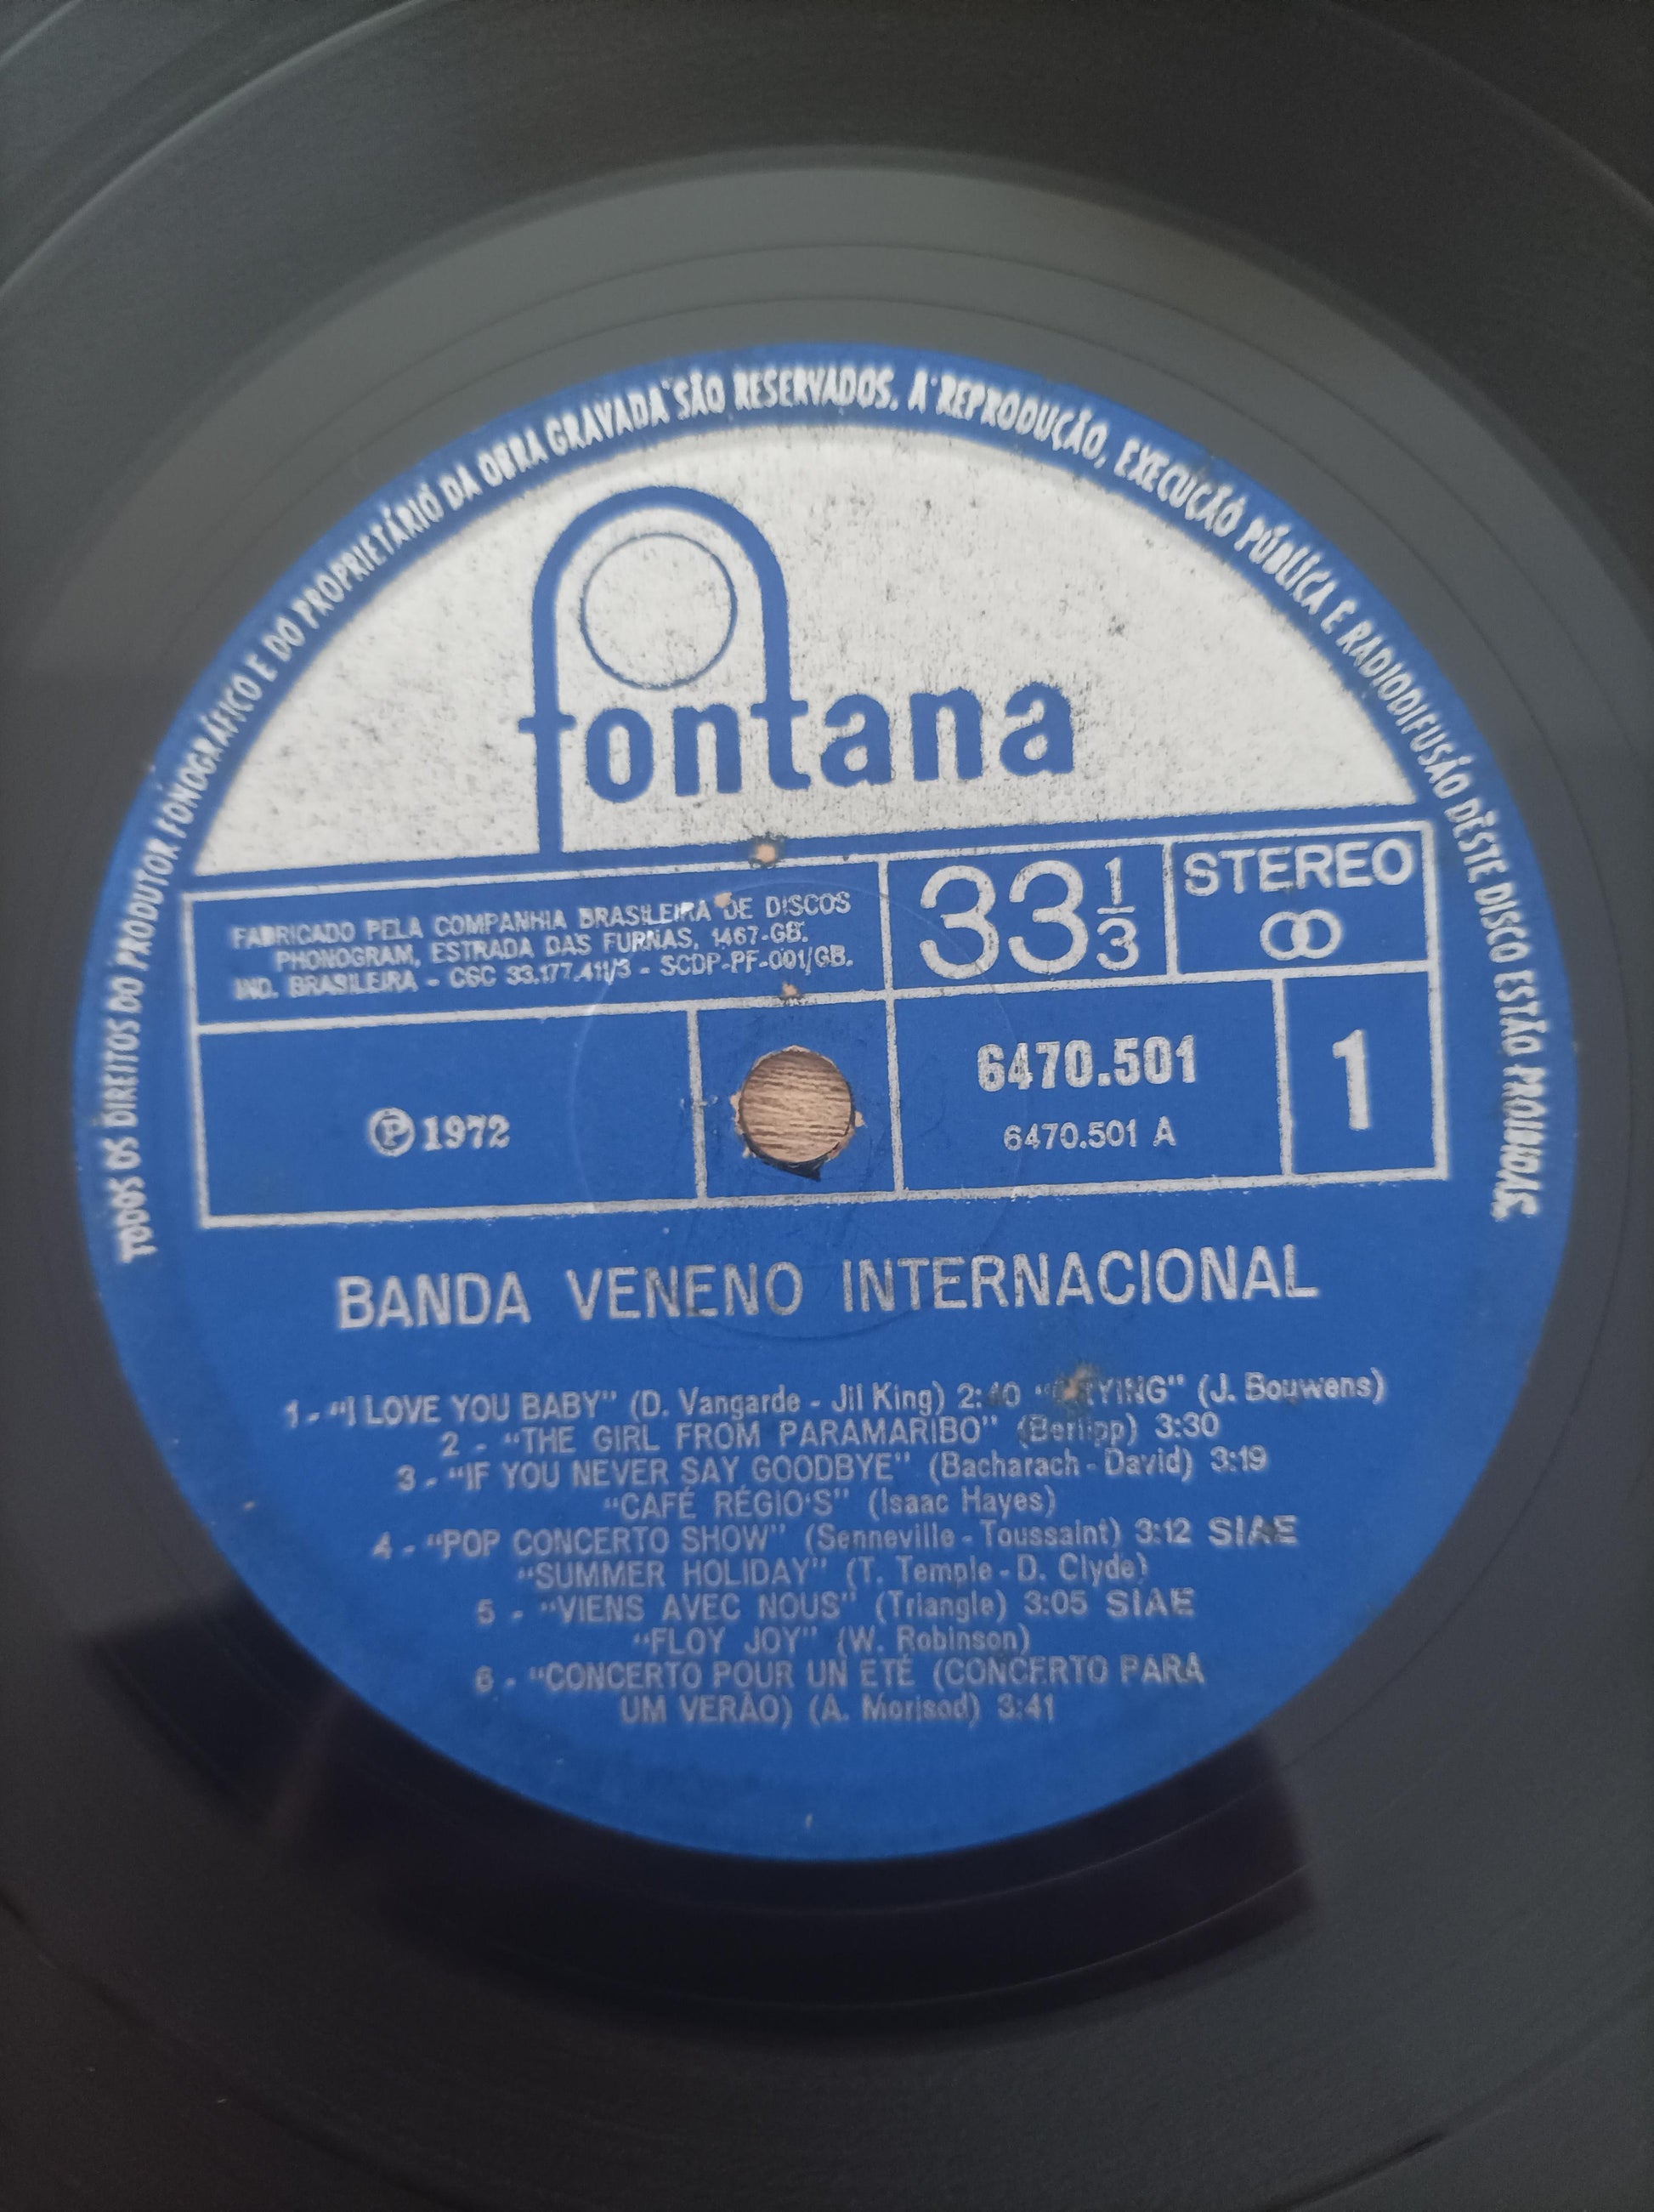 TODOS OS DIREITOS DO PRODUTOR FONOGRÁFICO E DO PROPRIETÁRIO DA OBRA GRAVADA SÃO RESERVADOS. A REPRODUÇÃO, EXECUÇÃO PÚBLICA E RADIODIFUSÃO DÊSTE DISCO ESTÃO PROIBIDAS.
fontana
FABRICADO PELA COMPANHIA BRASILEIRA DE DISCOS
PHONOGRAM, ESTRADA DAS FURNAS, 1467-GB.
IND. BRASILEIRA - CGC 33.177.411/3 - SCDP-PF-001/GB.
33 1/3
STEREO
℗ 1972
6470.501
6470.501 A
1
BANDA VENENO INTERNACIONAL
1 - "I LOVE YOU BABY" (D. Vangarde - Jil King) 2:40 (J. Bouwens)
2 - "THE GIRL FROM PARAMARIBO" 3:30
3 - "IF YOU NEVER SAY GOODBYE" (Bacharach - David) 3:19
"CAFÉ RÉGIO'S" (Isaac Hayes)
4 - "POP CONCERTO SHOW" (Senneville - Toussaint) 3:12 SIAE
"SUMMER HOLIDAY" (T. Temple - D. Clyde)
5 - "VIENS AVEC NOUS" (Triangle) 3:05 SIAE
"FLOY JOY" (W. Robinson)
6 - "CONCERTO POUR UN ETÉ (CONCERTO PARA
UM VERÃO) (A. Morisod) 3:41